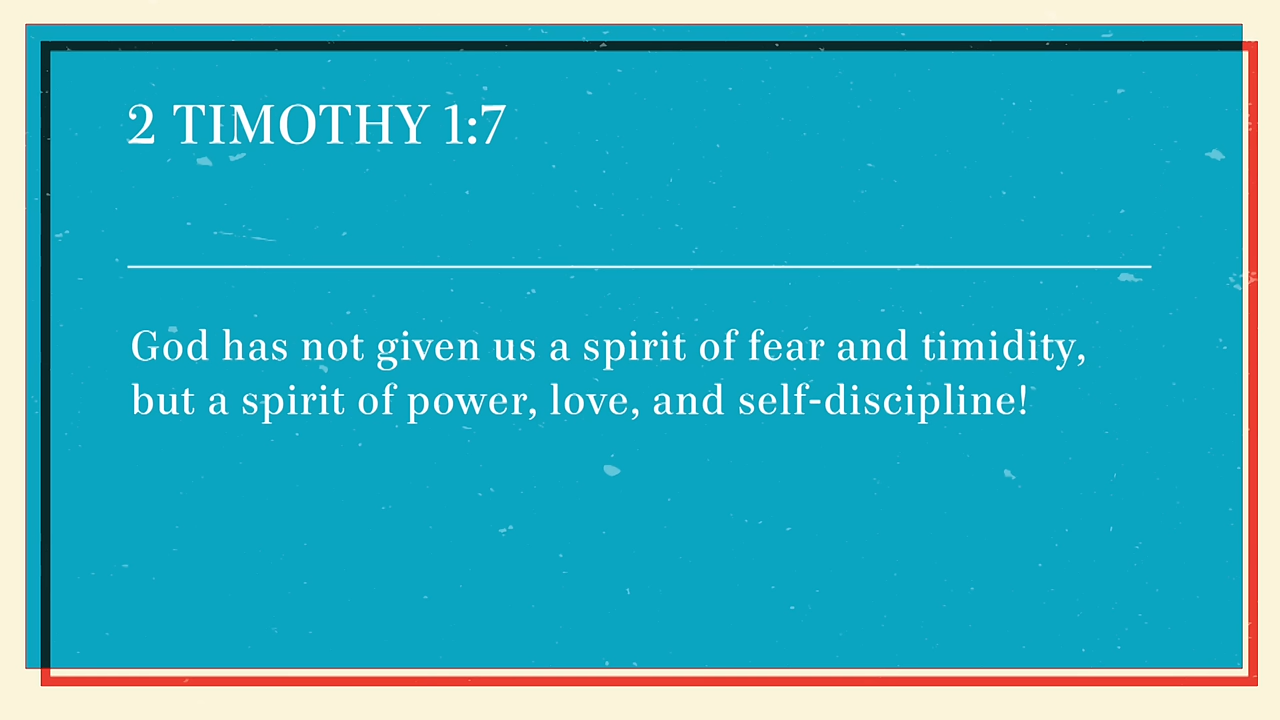 2 TIMOTHY 1:7
God has not given us a spirit of fear and timidity,
but a spirit of power, love, and self-discipline!